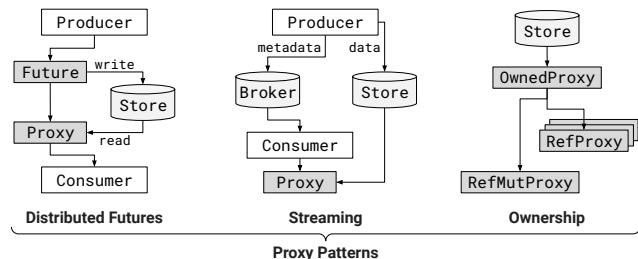 Producer
Future
write
Store
Proxy
read
Consumer
Distributed Futures
Producer
metadata
data
Broker
Store
Consumer
Proxy
Streaming
Store
OwnedProxy
RefProxy
RefMutProxy
Ownership
Proxy Patterns